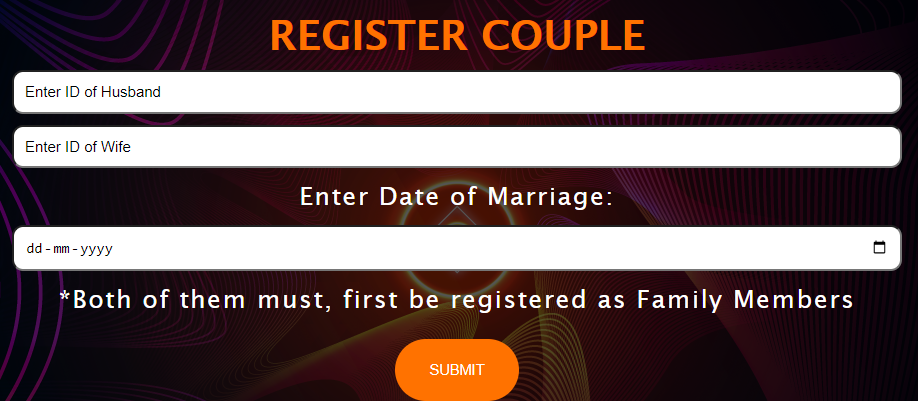 REGISTER COUPLE
Enter ID of Husband
Enter ID of Wife
Enter Date of Marriage:
dd-mm-yyyy
*Both of them must, first be registered as Family Members
SUBMIT